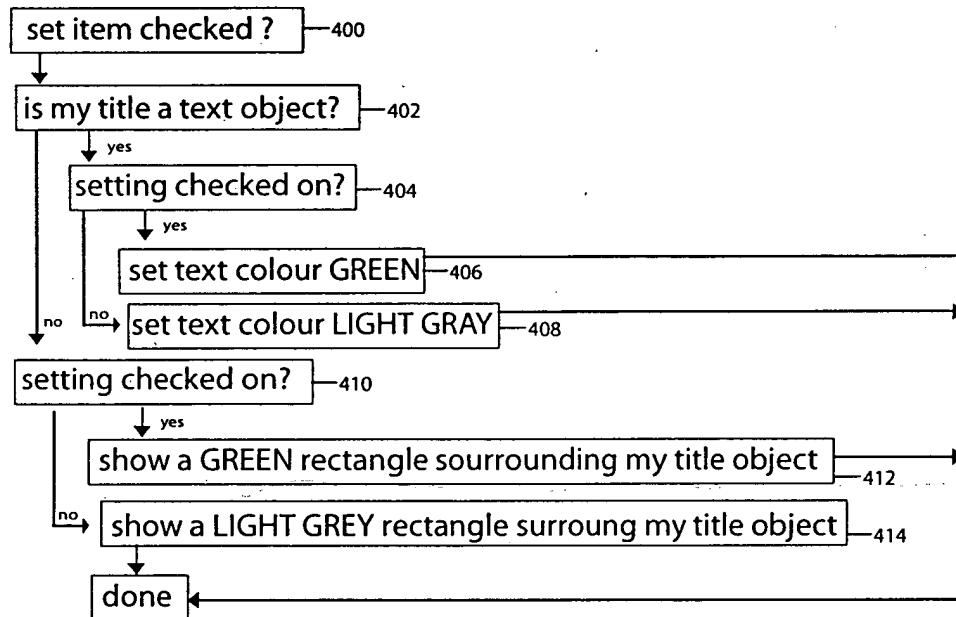 set item checked ? 400
is my title a text object? 402
yes
setting checked on? 404
yes
set text colour GREEN 406
no no set text colour LIGHT GRAY 408
setting checked on? 410
yes
show a GREEN rectangle sourrounding my title object 412
no show a LIGHT GREY rectangle surroung my title object 414
done